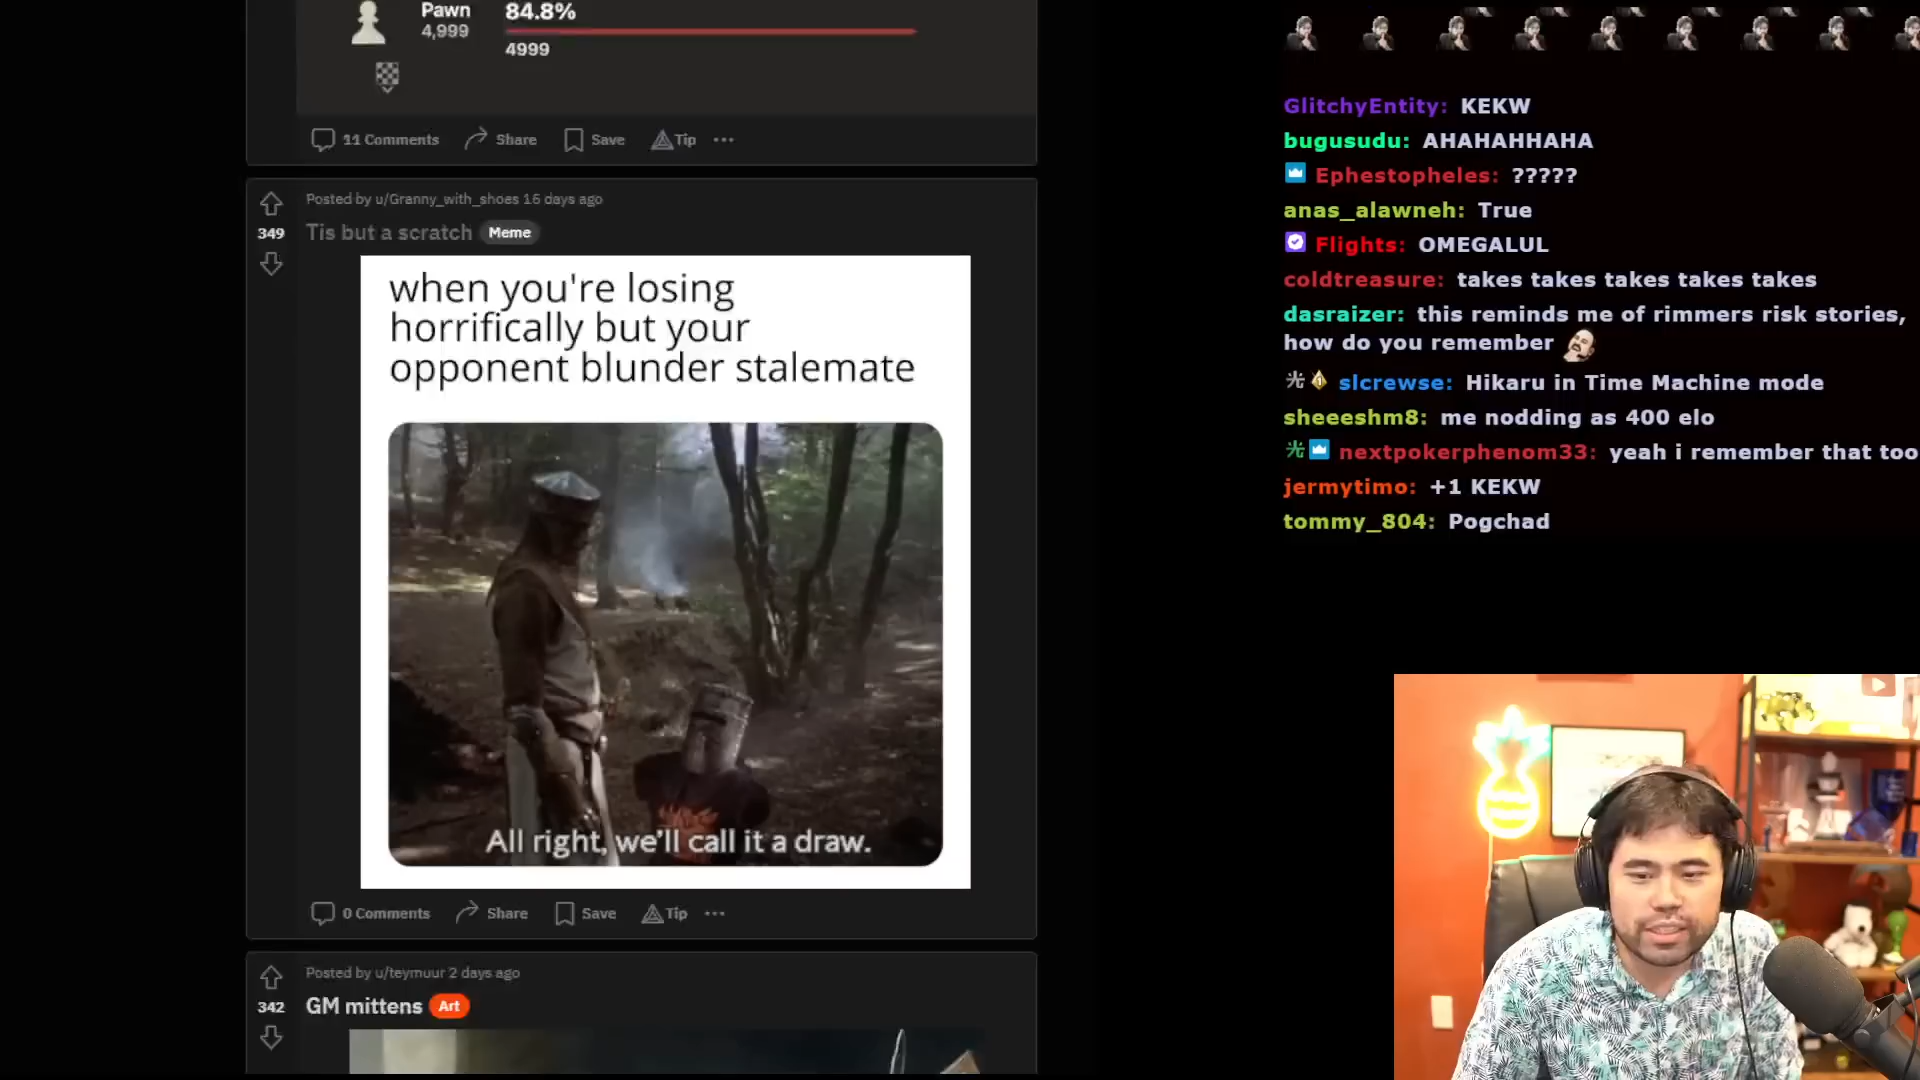 Pawn
4,999
84.8%
4999
11 Comments
Share
Save
Tip
Posted by u/Granny_with_shoes 16 days ago
349
Tis but a scratch
Meme
when you're losing
horrifically but your
opponent blunder stalemate
All right, we'll call it a draw.
0 Comments
Share
Save
Tip
Posted by u/teymuur 2 days ago
342
GM mittens
Art
GlitchyEntity: KEKW
bugusudu: AHAHAHHAHA
Ephestopheles: ?????
anas_alawneh: True
Flights: OMEGALUL
coldtreasure: takes takes takes takes takes
dasraizer: this reminds me of rimmers risk stories,
how do you remember
slcrewse: Hikaru in Time Machine mode
sheeeshm8: me nodding as 400 elo
nextpokerphenom33: yeah i remember that too
jermytimo: +1 KEKW
tommy_804: Pogchad